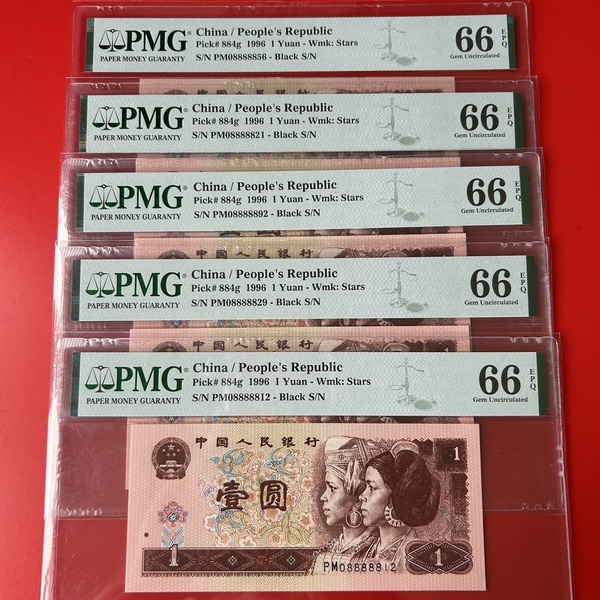 PMG
PAPER MONEY GUARANTY
China / People's Republic
Pick# 884g 1996 1 Yuan - Wmk: Stars
S/N PM08888856 - Black S/N
66 EPQ
Gem Uncirculated
PMG
PAPER MONEY GUARANTY
China / People's Republic
Pick# 884g 1996 1 Yuan - Wmk: Stars
S/N PM08888821 - Black S/N
66 EPQ
Gem Uncirculated
PMG
PAPER MONEY GUARANTY
China / People's Republic
Pick# 884g 1996 1 Yuan - Wmk: Stars
S/N PM08888892 - Black S/N
66 EPQ
Gem Uncirculated
中国人民银行
PMG
PAPER MONEY GUARANTY
China / People's Republic
Pick# 884g 1996 1 Yuan - Wmk: Stars
S/N PM08888829 - Black S/N
66 EPQ
Gem Uncirculated
中国人民银行
PMG
PAPER MONEY GUARANTY
China / People's Republic
Pick# 884g 1996 1 Yuan - Wmk: Stars
S/N PM08888812 - Black S/N
66 EPQ
Gem Uncirculated
中国人民银行
1
壹圆
1
PM08888812